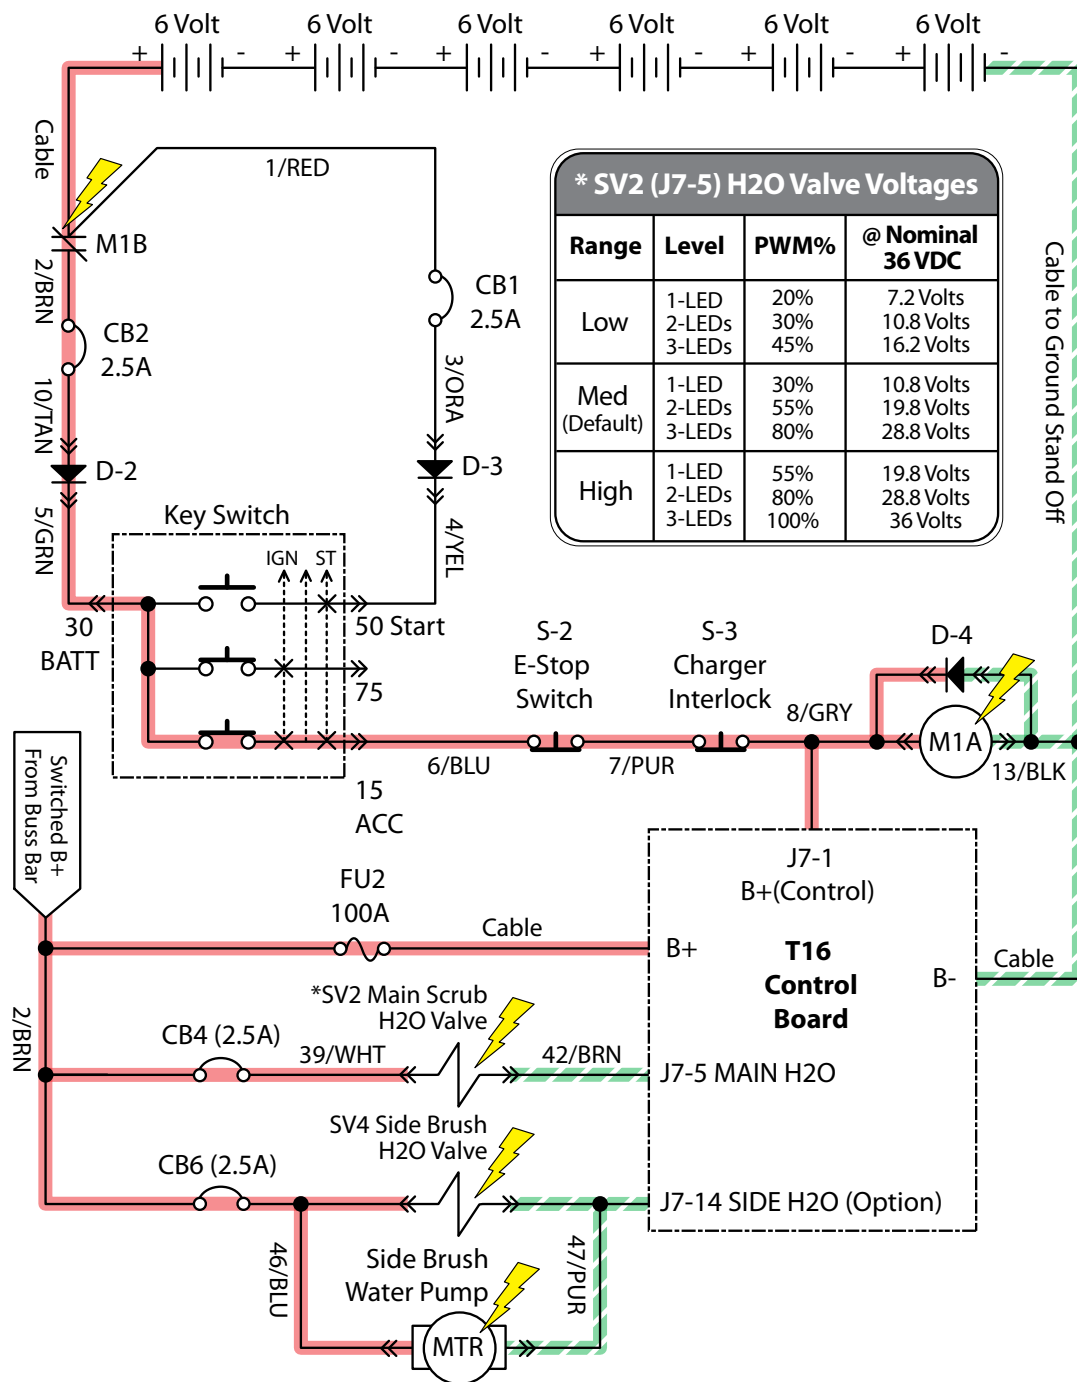 6 Volt 6 Volt 6 Volt 6 Volt 6 Volt 6 Volt
+ - + - + - + - + - + -
Cable
1/RED
M1B
2/BRN
CB2
2.5A
10/TAN
D-2
5/GRN
CB1
2.5A
3/ORA
D-3
4/YEL
* SV2 (J7-5) H2O Valve Voltages
Range Level PWM% @ Nominal 36 VDC
Low 1-LED 20% 7.2 Volts
2-LEDs 30% 10.8 Volts
3-LEDs 45% 16.2 Volts
Med (Default) 1-LED 30% 10.8 Volts
2-LEDs 55% 19.8 Volts
3-LEDs 80% 28.8 Volts
High 1-LED 55% 19.8 Volts
2-LEDs 80% 28.8 Volts
3-LEDs 100% 36 Volts
Cable to Ground Stand Off
Key Switch
IGN ST
30
BATT
50 Start
75
15
ACC
6/BLU
S-2
E-Stop
Switch
7/PUR
S-3
Charger
Interlock
8/GRY
D-4
M1A
13/BLK
Switched B+
From Buss Bar
FU2
100A
Cable
J7-1
B+(Control)
B+
T16
Control
Board
B-
Cable
2/BRN
CB4 (2.5A)
39/WHT
*SV2 Main Scrub
H2O Valve
42/BRN
J7-5 MAIN H2O
CB6 (2.5A)
SV4 Side Brush
H2O Valve
J7-14 SIDE H2O (Option)
46/BLU
Side Brush
Water Pump
MTR
47/PUR